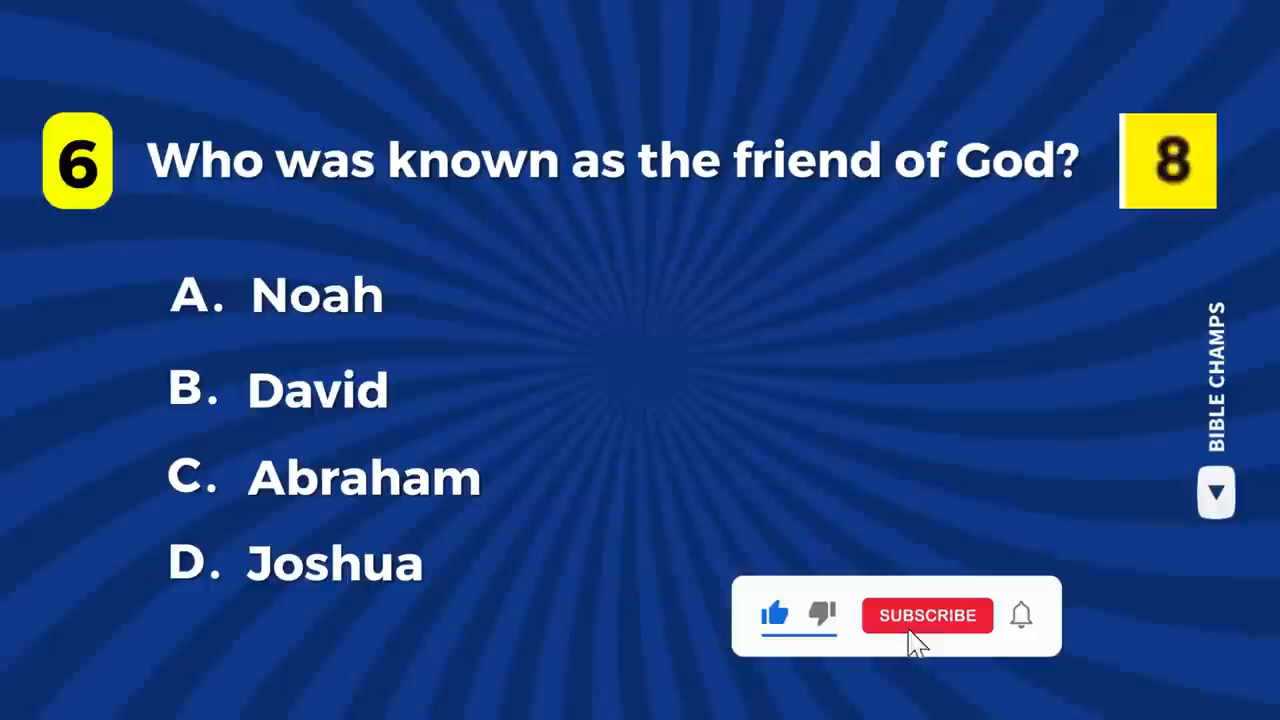 6 Who was known as the friend of God? 8
A. Noah
B. David
C. Abraham
D. Joshua
BIBLE CHAMPS
SUBSCRIBE